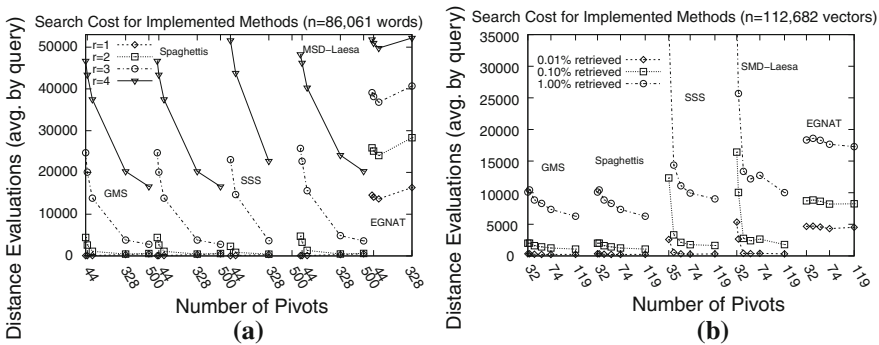 Search Cost for Implemented Methods (n=86,061 words)
Distance Evaluations (avg. by query)
50000
40000
30000
20000
10000
0
r=1
r=2
r=3
r=4
Spaghettis
MSD-Laesa
GMS
SSS
EGNAT
44
328
500
44
328
500
44
328
500
44
328
500
44
328
Number of Pivots
(a)
Search Cost for Implemented Methods (n=112,682 vectors)
Distance Evaluations (avg. by query)
35000
30000
25000
20000
15000
10000
5000
0
0.01% retrieved
0.10% retrieved
1.00% retrieved
SMD-Laesa
SSS
EGNAT
GMS
Spaghettis
32
74
119
32
74
119
35
74
119
32
74
119
32
74
119
Number of Pivots
(b)